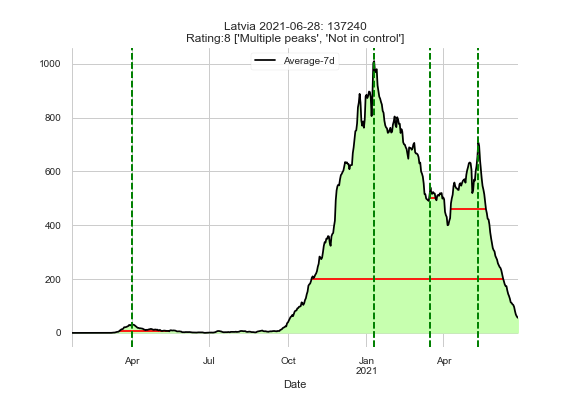 Latvia 2021-06-28: 137240
Rating:8 ['Multiple peaks', 'Not in control']
Average-7d
1000
800
600
400
200
0
Apr
Jul
Oct
Jan
2021
Apr
Date